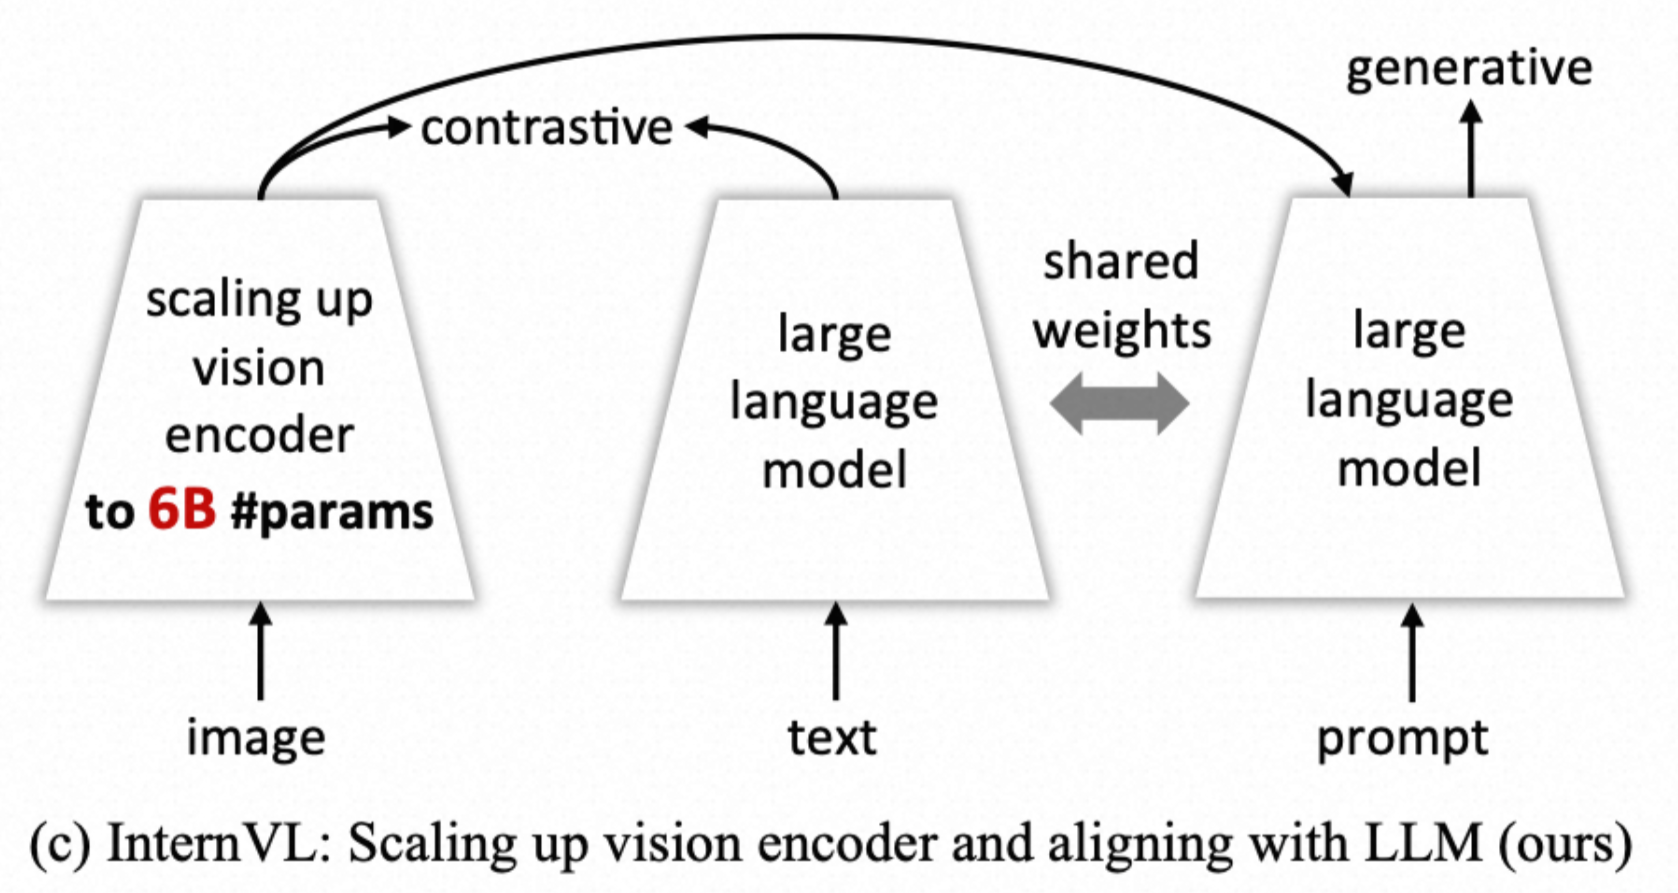 generative
contrastive
scaling up
vision
encoder
to 6B #params
large
language
model
shared
weights
large
language
model
image
text
prompt
(c) InternVL: Scaling up vision encoder and aligning with LLM (ours)